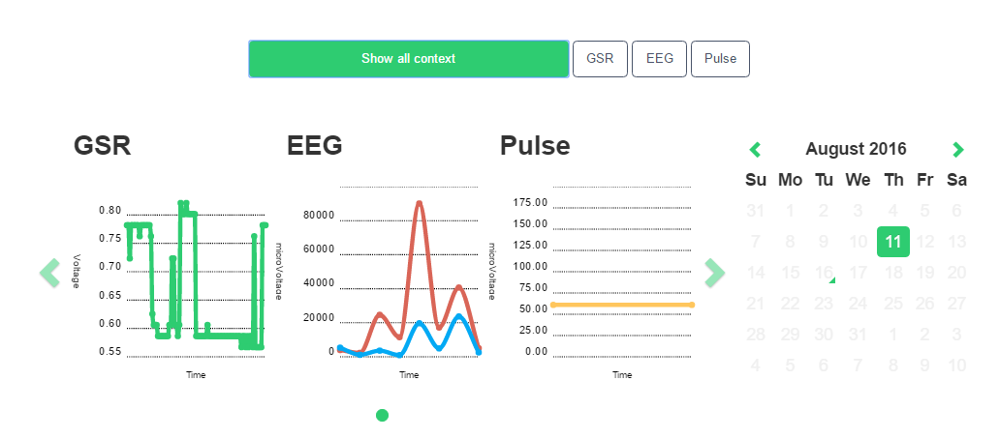 Show all context
GSR
EEG
Pulse
GSR
0.80
0.75
0.70
0.65
0.60
0.55
Voltage
Time
EEG
80000
60000
40000
20000
0
microVoltage
Time
Pulse
175.00
150.00
125.00
100.00
75.00
50.00
25.00
0.00
microVoltage
Time
August 2016
Su Mo Tu We Th Fr Sa
31 1 2 3 4 5 6
7 8 9 10 11 12 13
14 15 16 17 18 19 20
21 22 23 24 25 26 27
28 29 30 31 1 2 3
4 5 6 7 8 9 10